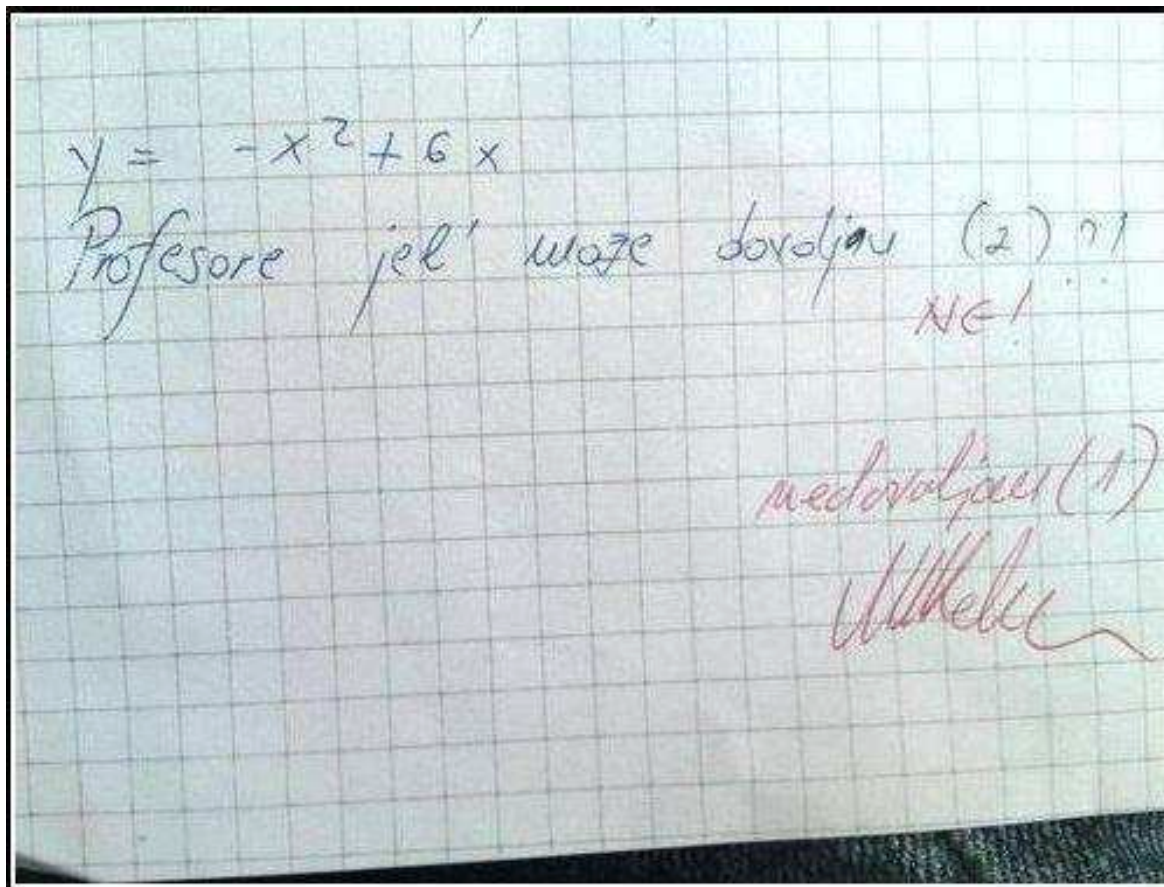 y = -x² + 6x
Profesore jel' može dovoljan (2)?!
NE!
nedovoljan (1)